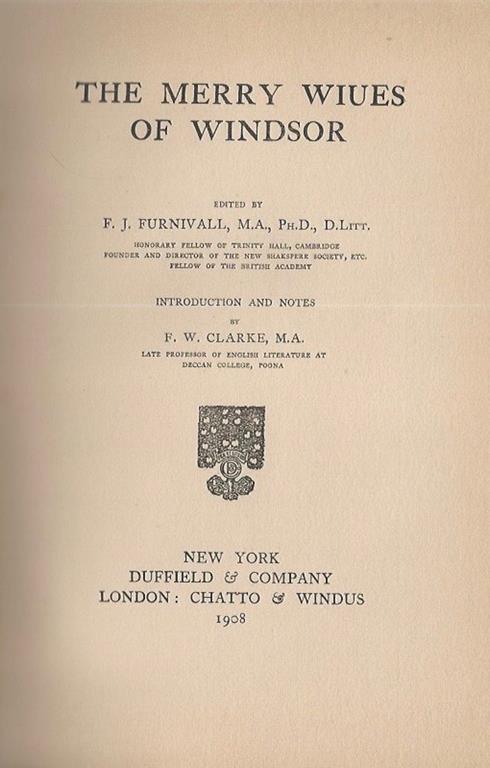 THE MERRY WIUES
OF WINDSOR
EDITED BY
F. J. FURNIVALL, M.A., PH.D., D.LITT.
HONORARY FELLOW OF TRINITY HALL, CAMBRIDGE
FOUNDER AND DIRECTOR OF THE NEW SHAKSPERE SOCIETY, ETC.
FELLOW OF THE BRITISH ACADEMY
INTRODUCTION AND NOTES
BY
F. W. CLARKE, M.A.
LATE PROFESSOR OF ENGLISH LITERATURE AT
DECCAN COLLEGE, POONA
NEW YORK
DUFFIELD & COMPANY
LONDON: CHATTO & WINDUS
1908